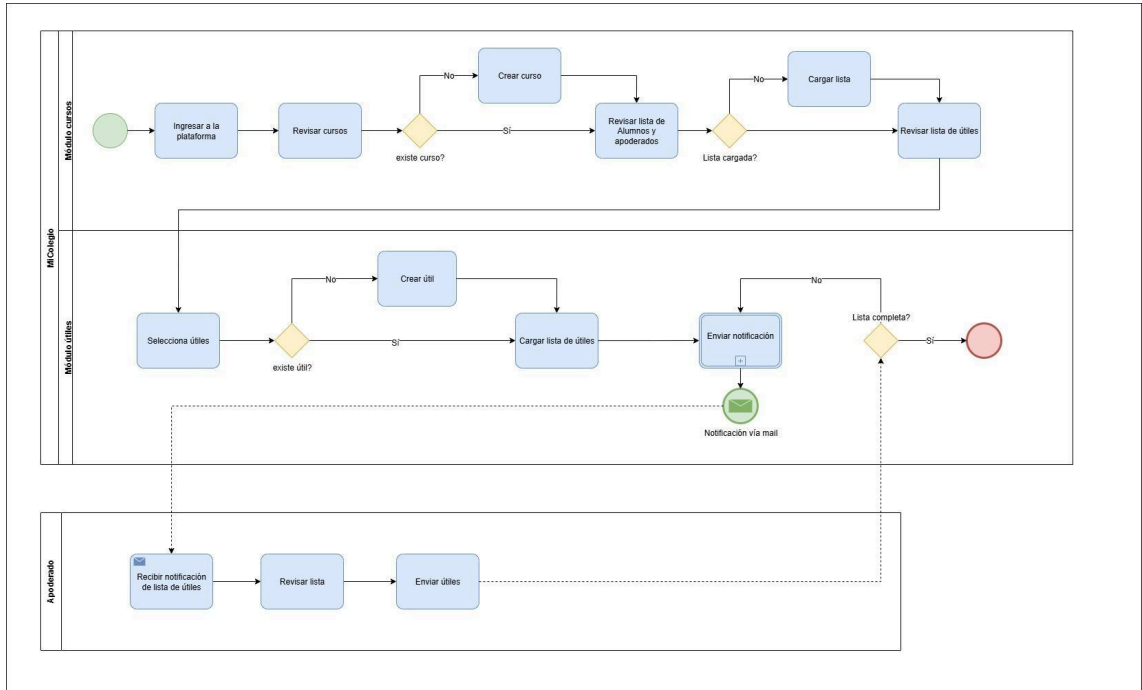 MiColegio
Módulo cursos
Ingresar a la
plataforma
Revisar cursos
existe curso?
No
Crear curso
Sí
Revisar lista de
Alumnos y
apoderados
Lista cargada?
No
Cargar lista
Revisar lista de útiles
Módulo útiles
Selecciona útiles
existe útil?
No
Crear útil
Sí
Cargar lista de útiles
Enviar notificación
Notificación vía mail
No
Lista completa?
Sí
Apoderado
Recibir notificación
de lista de útiles
Revisar lista
Enviar útiles